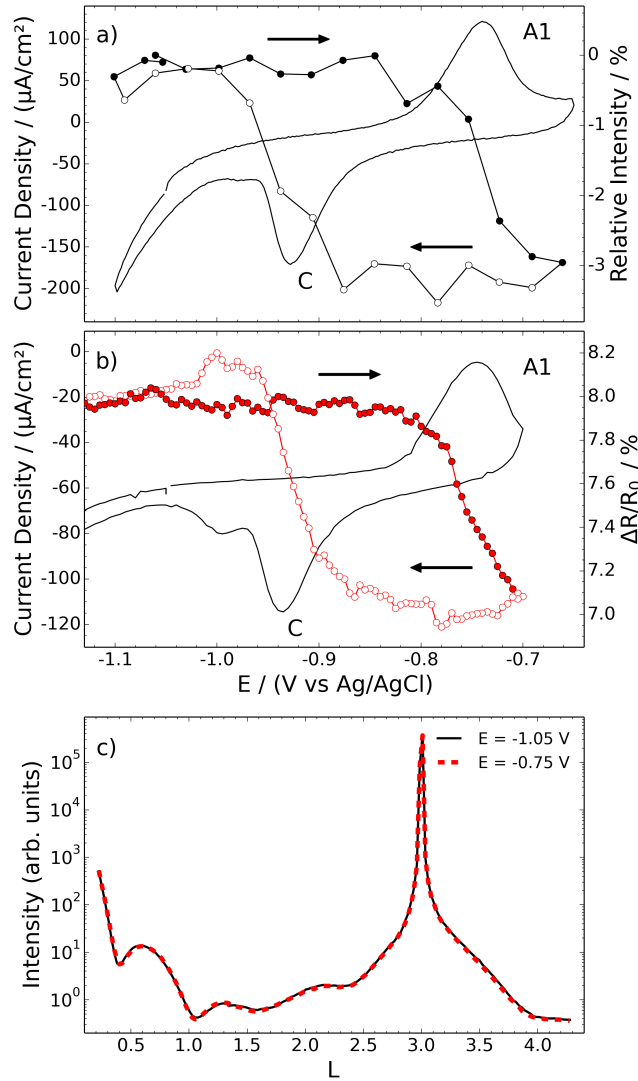 a)
A1
C
Current Density / (μA/cm²)
100
50
0
-50
-100
-150
-200
Relative Intensity / %
0
-1
-2
-3
b)
A1
C
Current Density / (μA/cm²)
0
-20
-40
-60
-80
-100
-120
ΔR/R₀ / %
8.2
8.0
7.8
7.6
7.4
7.2
7.0
-1.1 -1.0 -0.9 -0.8 -0.7
E / (V vs Ag/AgCl)
c)
E = -1.05 V
E = -0.75 V
Intensity (arb. units)
10⁵
10⁴
10³
10²
10¹
10⁰
0.5 1.0 1.5 2.0 2.5 3.0 3.5 4.0
L